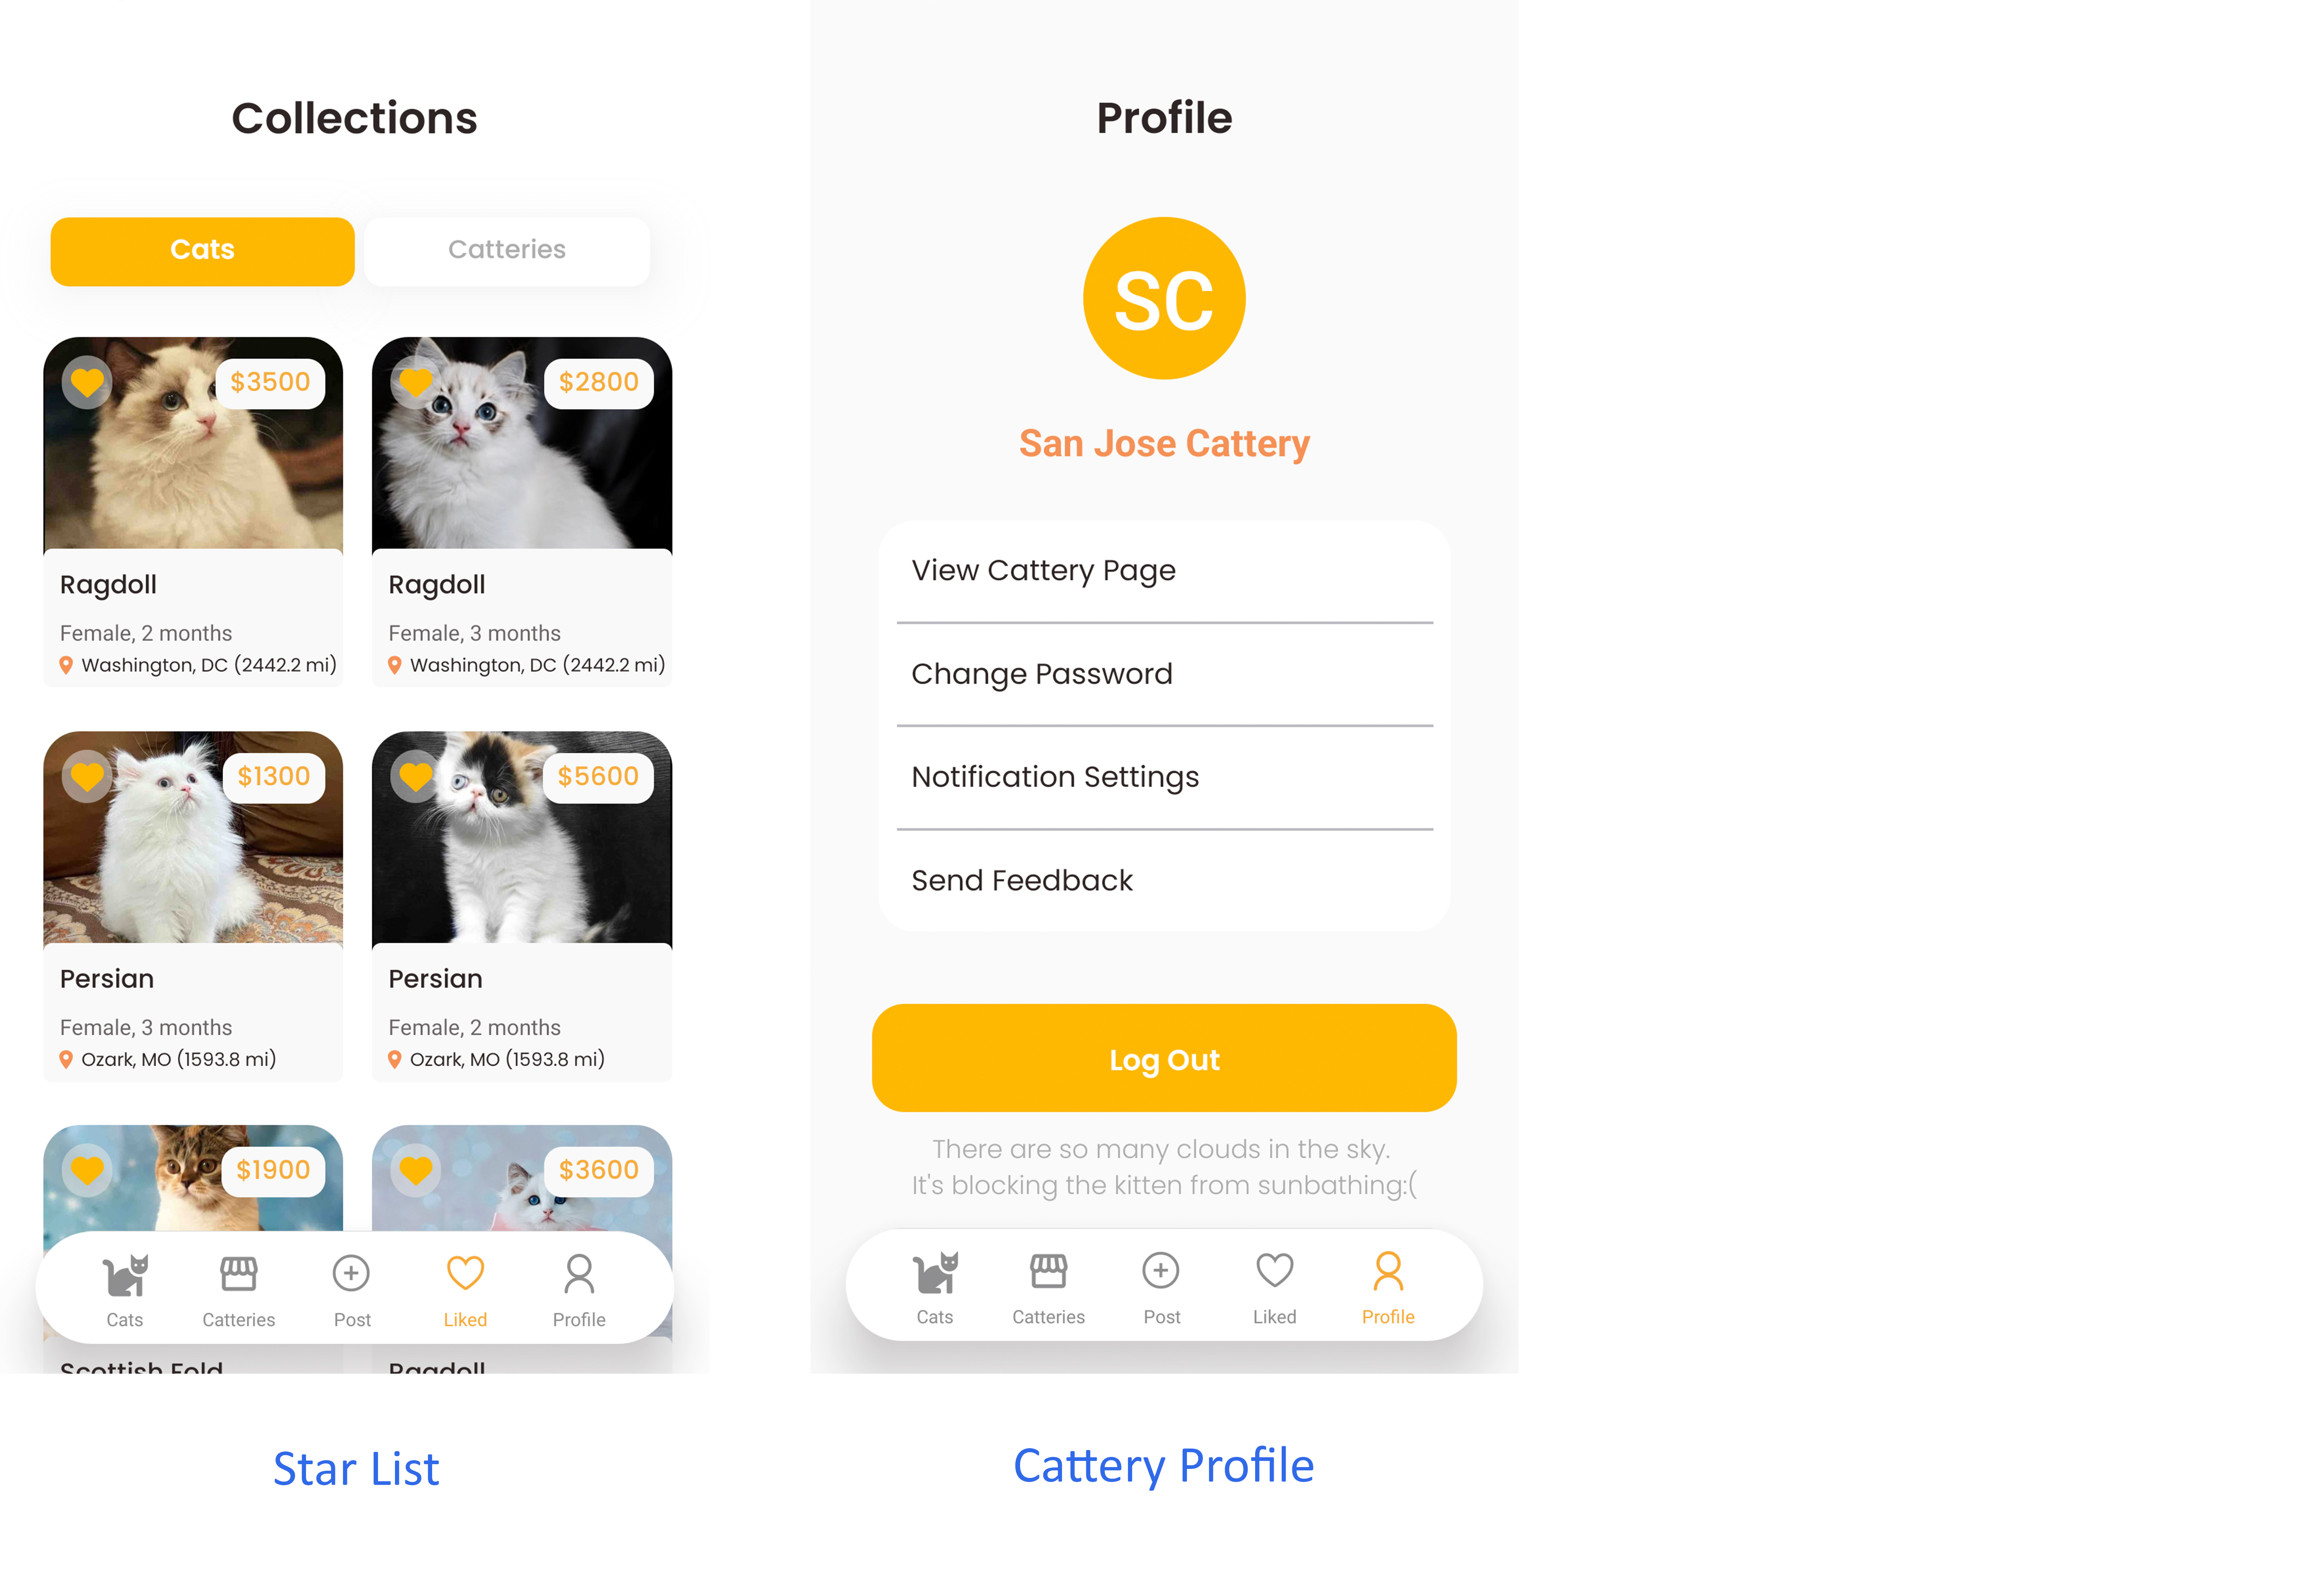 Collections
Cats
Catteries
$3500
$2800
Ragdoll
Ragdoll
Female, 2 months
Female, 3 months
Washington, DC (2442.2 mi)
Washington, DC (2442.2 mi)
$1300
$5600
Persian
Persian
Female, 3 months
Female, 2 months
Ozark, MO (1593.8 mi)
Ozark, MO (1593.8 mi)
$1900
$3600
Cats
Catteries
Post
Liked
Profile
Scottish Fold
Ragdoll
Star List
Profile
SC
San Jose Cattery
View Cattery Page
Change Password
Notification Settings
Send Feedback
Log Out
There are so many clouds in the sky.
It's blocking the kitten from sunbathing:(
Cats
Catteries
Post
Liked
Profile
Cattery Profile